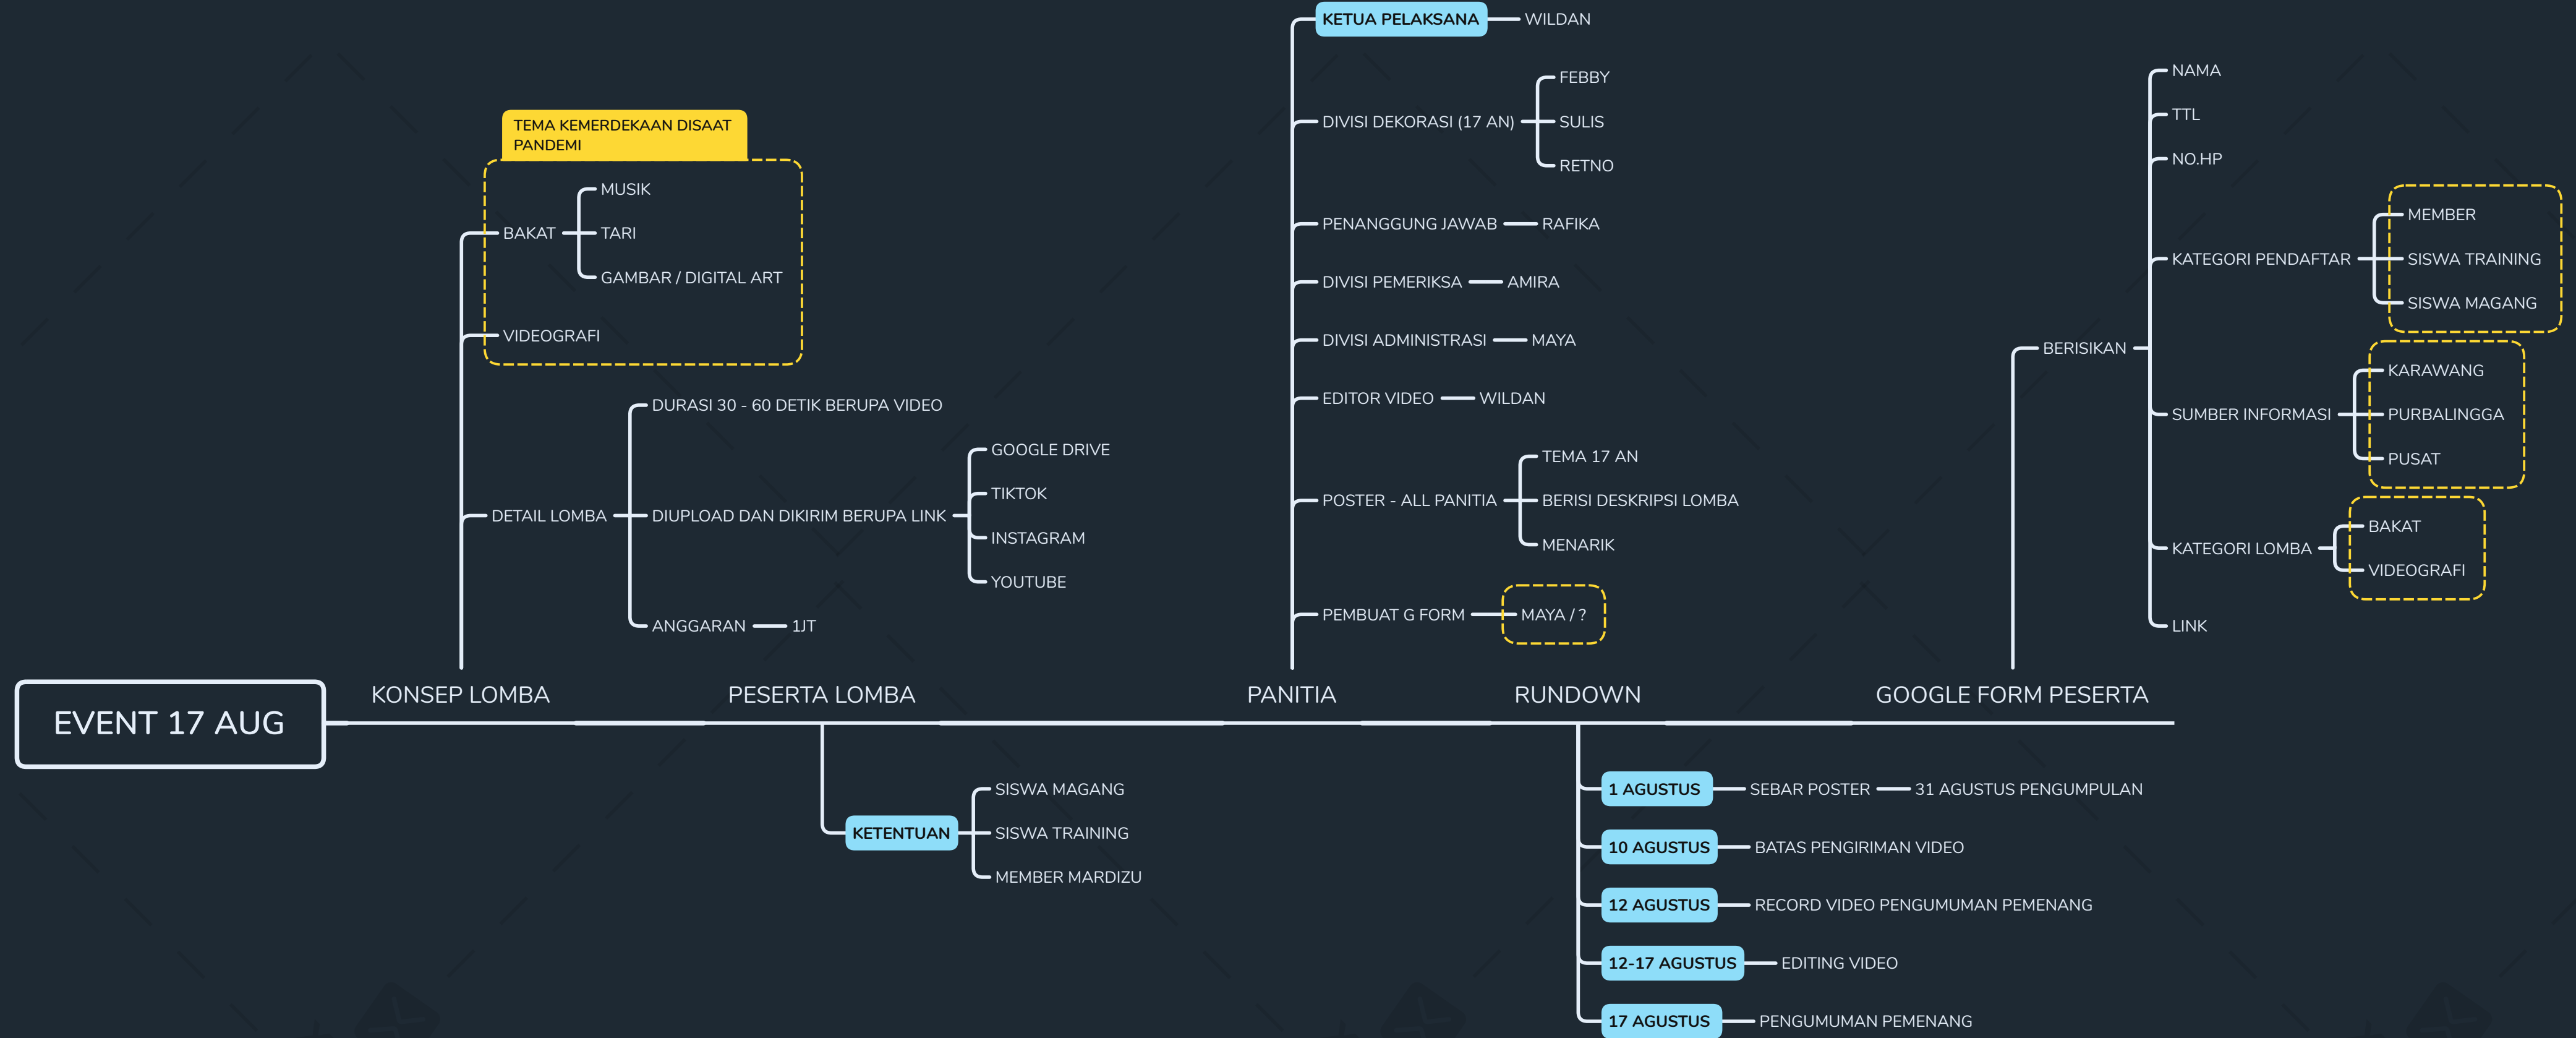 EVENT 17 AUG
KONSEP LOMBA
TEMA KEMERDEKAAN DISAAT
PANDEMI
BAKAT
MUSIK
TARI
GAMBAR / DIGITAL ART
VIDEOGRAFI
DETAIL LOMBA
DURASI 30 - 60 DETIK BERUPA VIDEO
DIUPLOAD DAN DIKIRIM BERUPA LINK
GOOGLE DRIVE
TIKTOK
INSTAGRAM
YOUTUBE
ANGGARAN
1JT
PESERTA LOMBA
KETENTUAN
SISWA MAGANG
SISWA TRAINING
MEMBER MARDIZU
PANITIA
KETUA PELAKSANA
WILDAN
DIVISI DEKORASI (17 AN)
FEBBY
SULIS
RETNO
PENANGGUNG JAWAB
RAFIKA
DIVISI PEMERIKSA
AMIRA
DIVISI ADMINISTRASI
MAYA
EDITOR VIDEO
WILDAN
POSTER - ALL PANITIA
TEMA 17 AN
BERISI DESKRIPSI LOMBA
MENARIK
PEMBUAT G FORM
MAYA / ?
RUNDOWN
1 AGUSTUS
SEBAR POSTER
31 AGUSTUS PENGUMPULAN
10 AGUSTUS
BATAS PENGIRIMAN VIDEO
12 AGUSTUS
RECORD VIDEO PENGUMUMAN PEMENANG
12-17 AGUSTUS
EDITING VIDEO
17 AGUSTUS
PENGUMUMAN PEMENANG
GOOGLE FORM PESERTA
BERISIKAN
NAMA
TTL
NO.HP
KATEGORI PENDAFTAR
MEMBER
SISWA TRAINING
SISWA MAGANG
SUMBER INFORMASI
KARAWANG
PURBALINGGA
PUSAT
KATEGORI LOMBA
BAKAT
VIDEOGRAFI
LINK